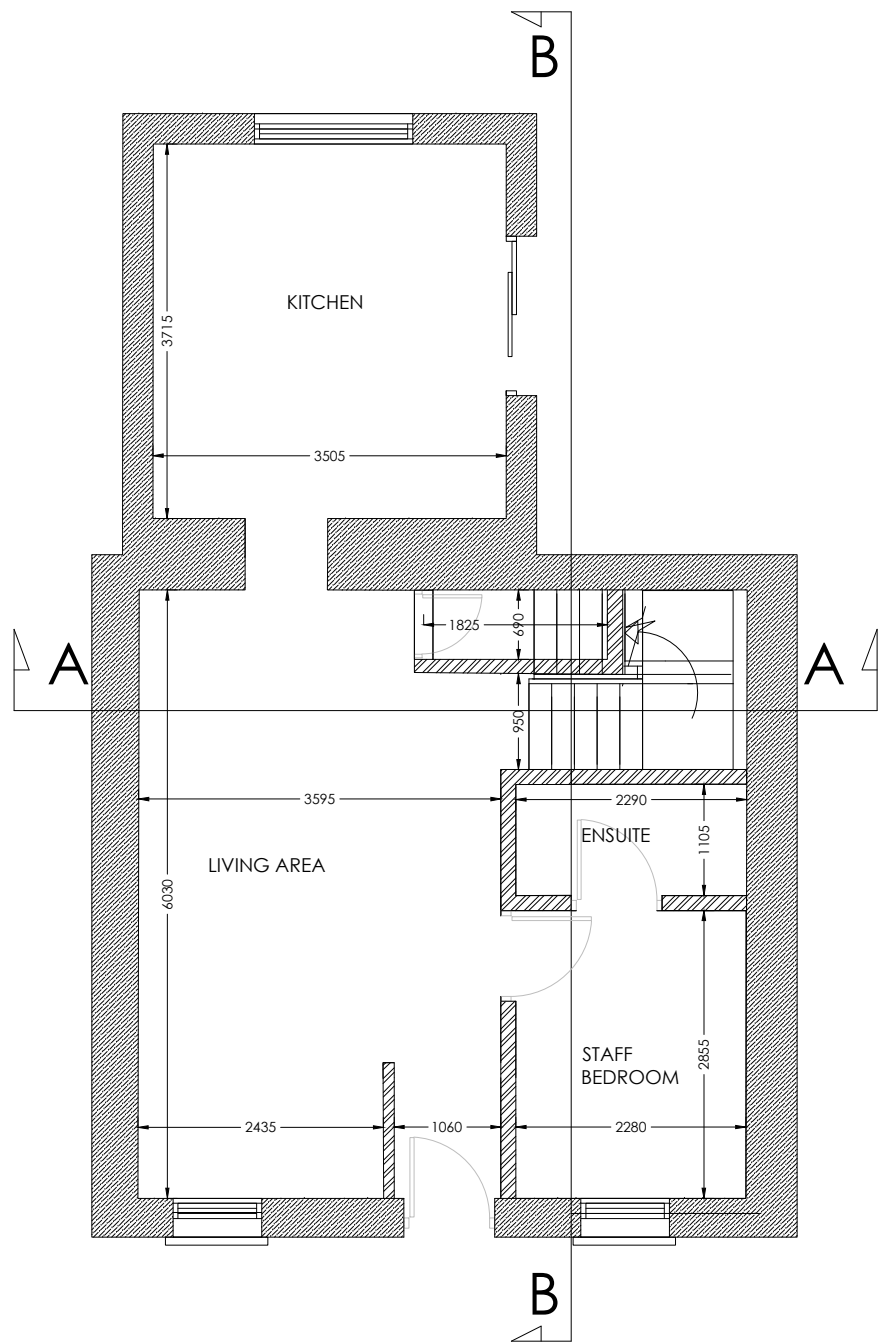 B
KITCHEN
3715
3505
1825
690
A
A
950
3595
2290
ENSUITE
1105
LIVING AREA
6030
STAFF
BEDROOM
2855
2435
1060
2280
B